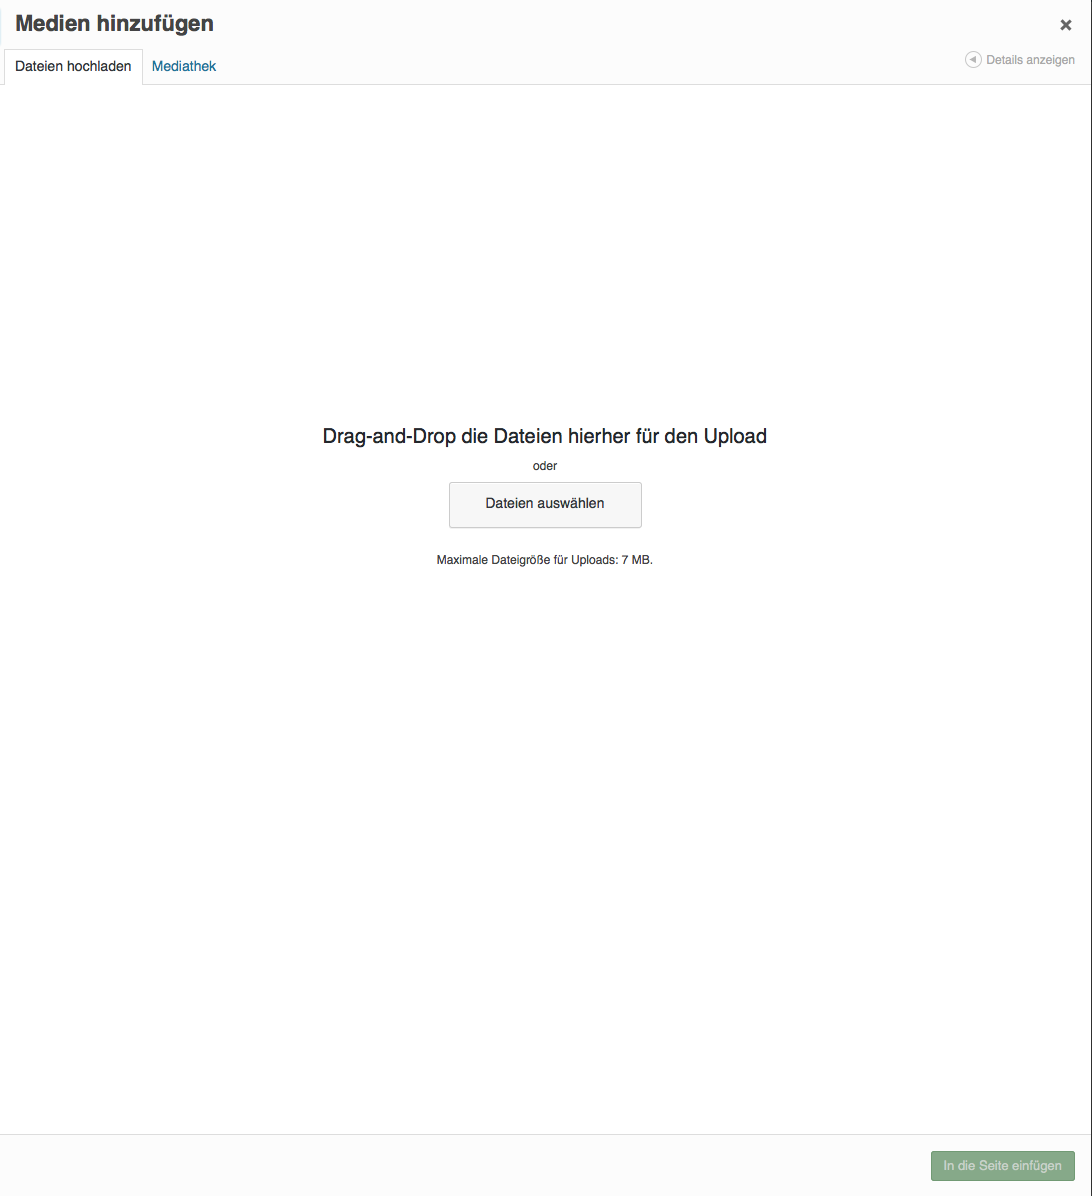 Medien hinzufügen
Dateien hochladen
Mediathek
Details anzeigen
Drag-and-Drop die Dateien hierher für den Upload
oder
Dateien auswählen
Maximale Dateigröße für Uploads: 7 MB.
In die Seite einfügen